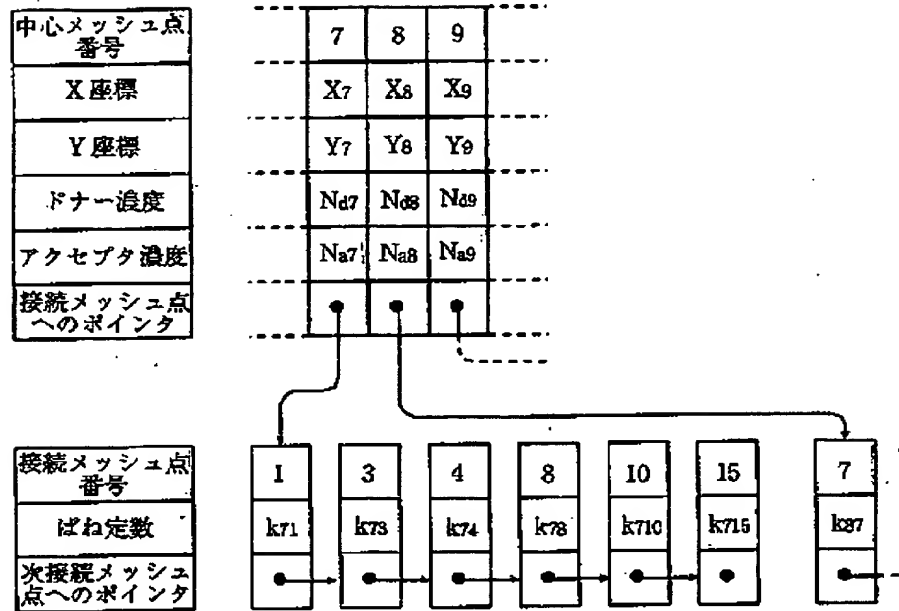 中心メッシュ点
番号
7 8 9
X座標
X7 X8 X9
Y座標
Y7 Y8 Y9
ドナー濃度
Nd7 Nd8 Nd9
アクセプタ濃度
Na7 Na8 Na9
接続メッシュ点
へのポインタ
接続メッシュ点
番号
1 3 4 8 10 15 7
ばね定数
k71 k73 k74 k78 k710 k715 k87
次接続メッシュ
点へのポインタ